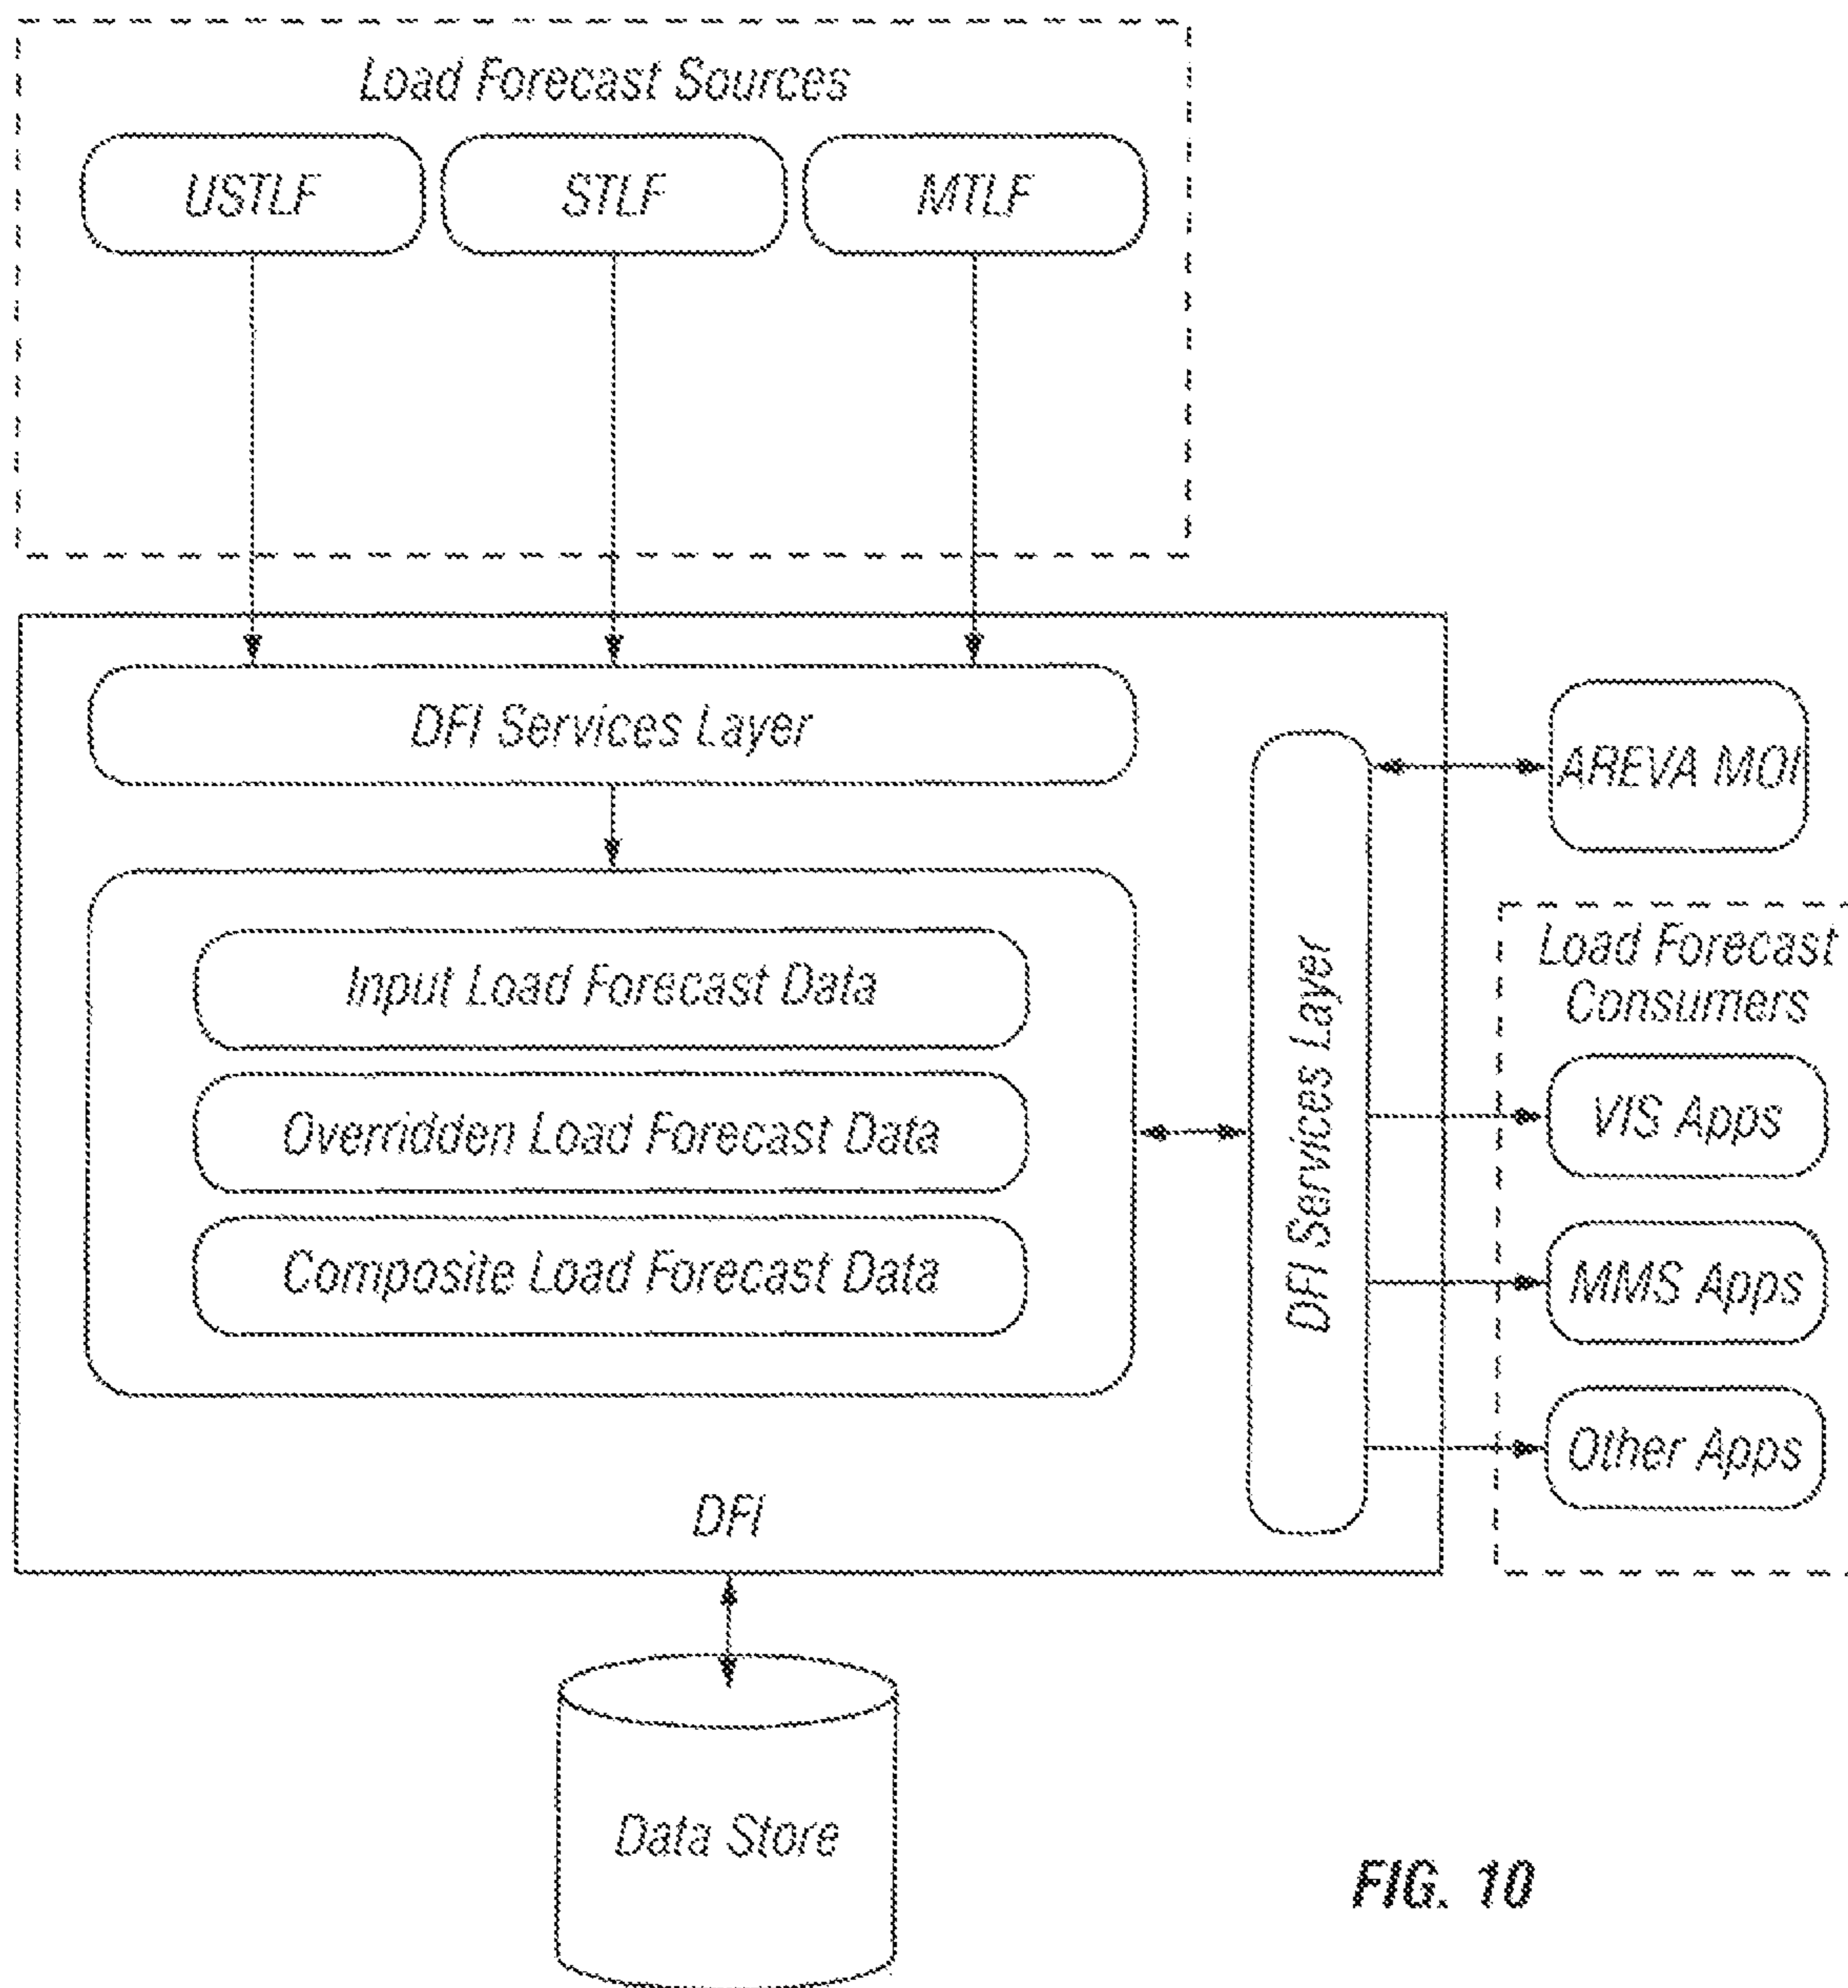 Load Forecast Sources
USTLF
STLF
MTLF
DFI Services Layer
Input Load Forecast Data
Overridden Load Forecast Data
Composite Load Forecast Data
DFI
DFI Services Layer
AREVA MOI
Load Forecast
Consumers
VIS Apps
MMS Apps
Other Apps
Data Store
FIG. 10